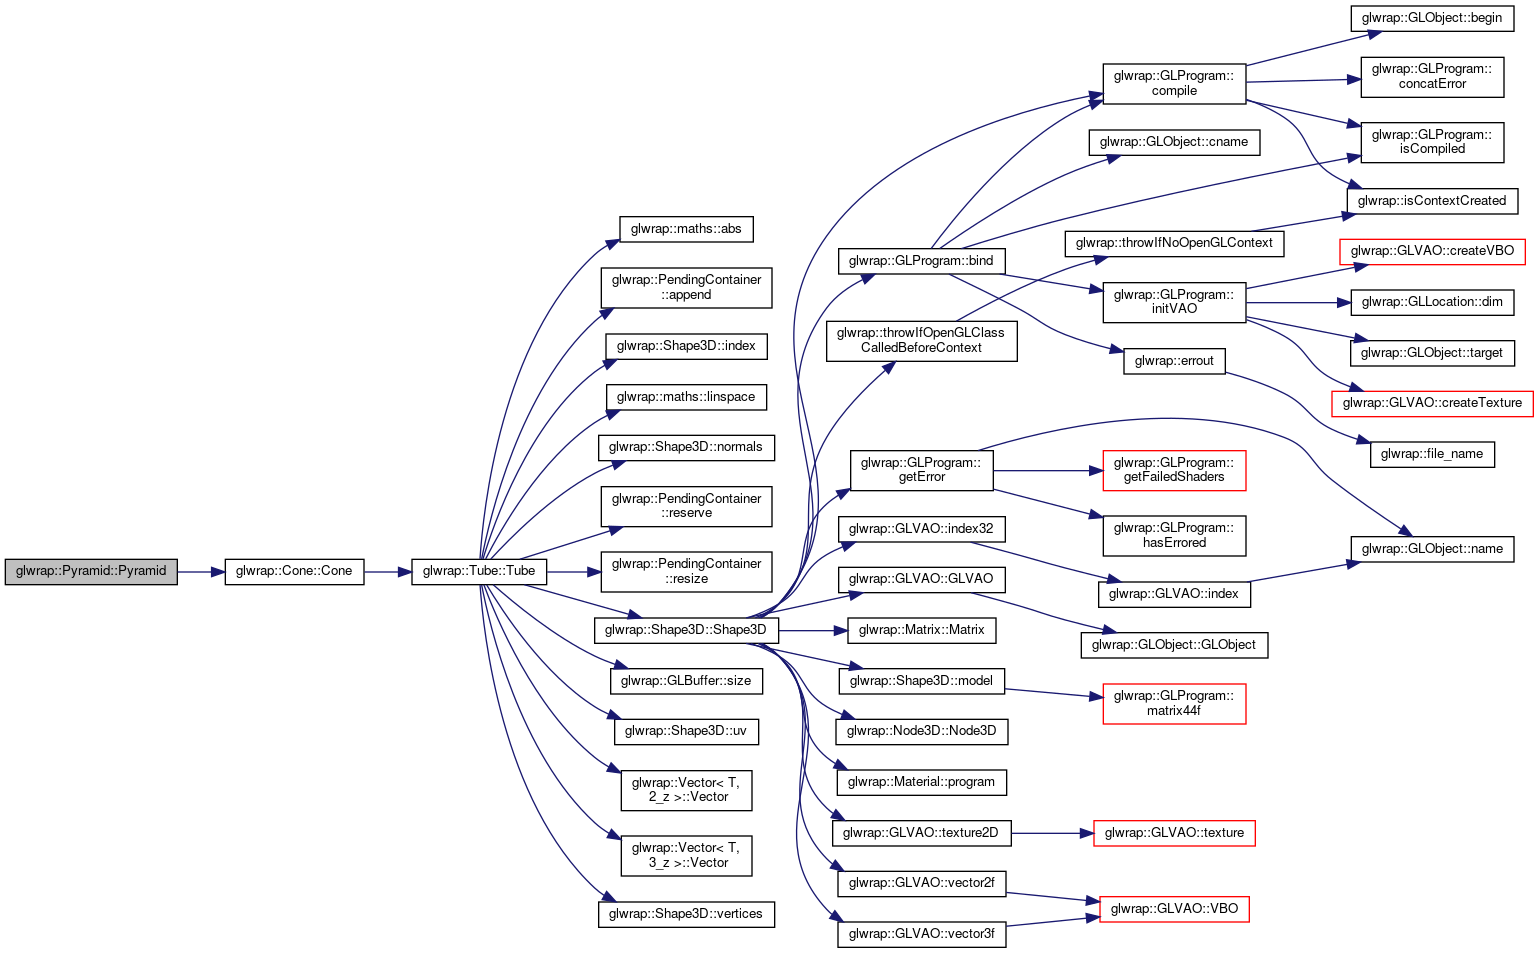 glwrap::Pyramid::Pyramid
glwrap::Cone::Cone
glwrap::Tube::Tube
glwrap::maths::abs
glwrap::PendingContainer
::append
glwrap::Shape3D::index
glwrap::maths::linspace
glwrap::Shape3D::normals
glwrap::PendingContainer
::reserve
glwrap::PendingContainer
::resize
glwrap::Shape3D::Shape3D
glwrap::GLBuffer::size
glwrap::Shape3D::uv
glwrap::Vector< T,
2_z >::Vector
glwrap::Vector< T,
3_z >::Vector
glwrap::Shape3D::vertices
glwrap::GLProgram::bind
glwrap::throwIfOpenGLClass
CalledBeforeContext
glwrap::GLProgram::
getError
glwrap::GLVAO::index32
glwrap::GLVAO::GLVAO
glwrap::Matrix::Matrix
glwrap::Shape3D::model
glwrap::Node3D::Node3D
glwrap::Material::program
glwrap::GLVAO::texture2D
glwrap::GLVAO::vector2f
glwrap::GLVAO::vector3f
glwrap::GLProgram::
compile
glwrap::GLObject::cname
glwrap::throwIfNoOpenGLContext
glwrap::GLProgram::
initVAO
glwrap::errout
glwrap::GLProgram::
getFailedShaders
glwrap::GLProgram::
hasErrored
glwrap::GLVAO::index
glwrap::GLObject::GLObject
glwrap::GLProgram::
matrix44f
glwrap::GLVAO::texture
glwrap::GLVAO::VBO
glwrap::GLObject::begin
glwrap::GLProgram::
concatError
glwrap::GLProgram::
isCompiled
glwrap::isContextCreated
glwrap::GLVAO::createVBO
glwrap::GLLocation::dim
glwrap::GLObject::target
glwrap::GLVAO::createTexture
glwrap::file_name
glwrap::GLObject::name